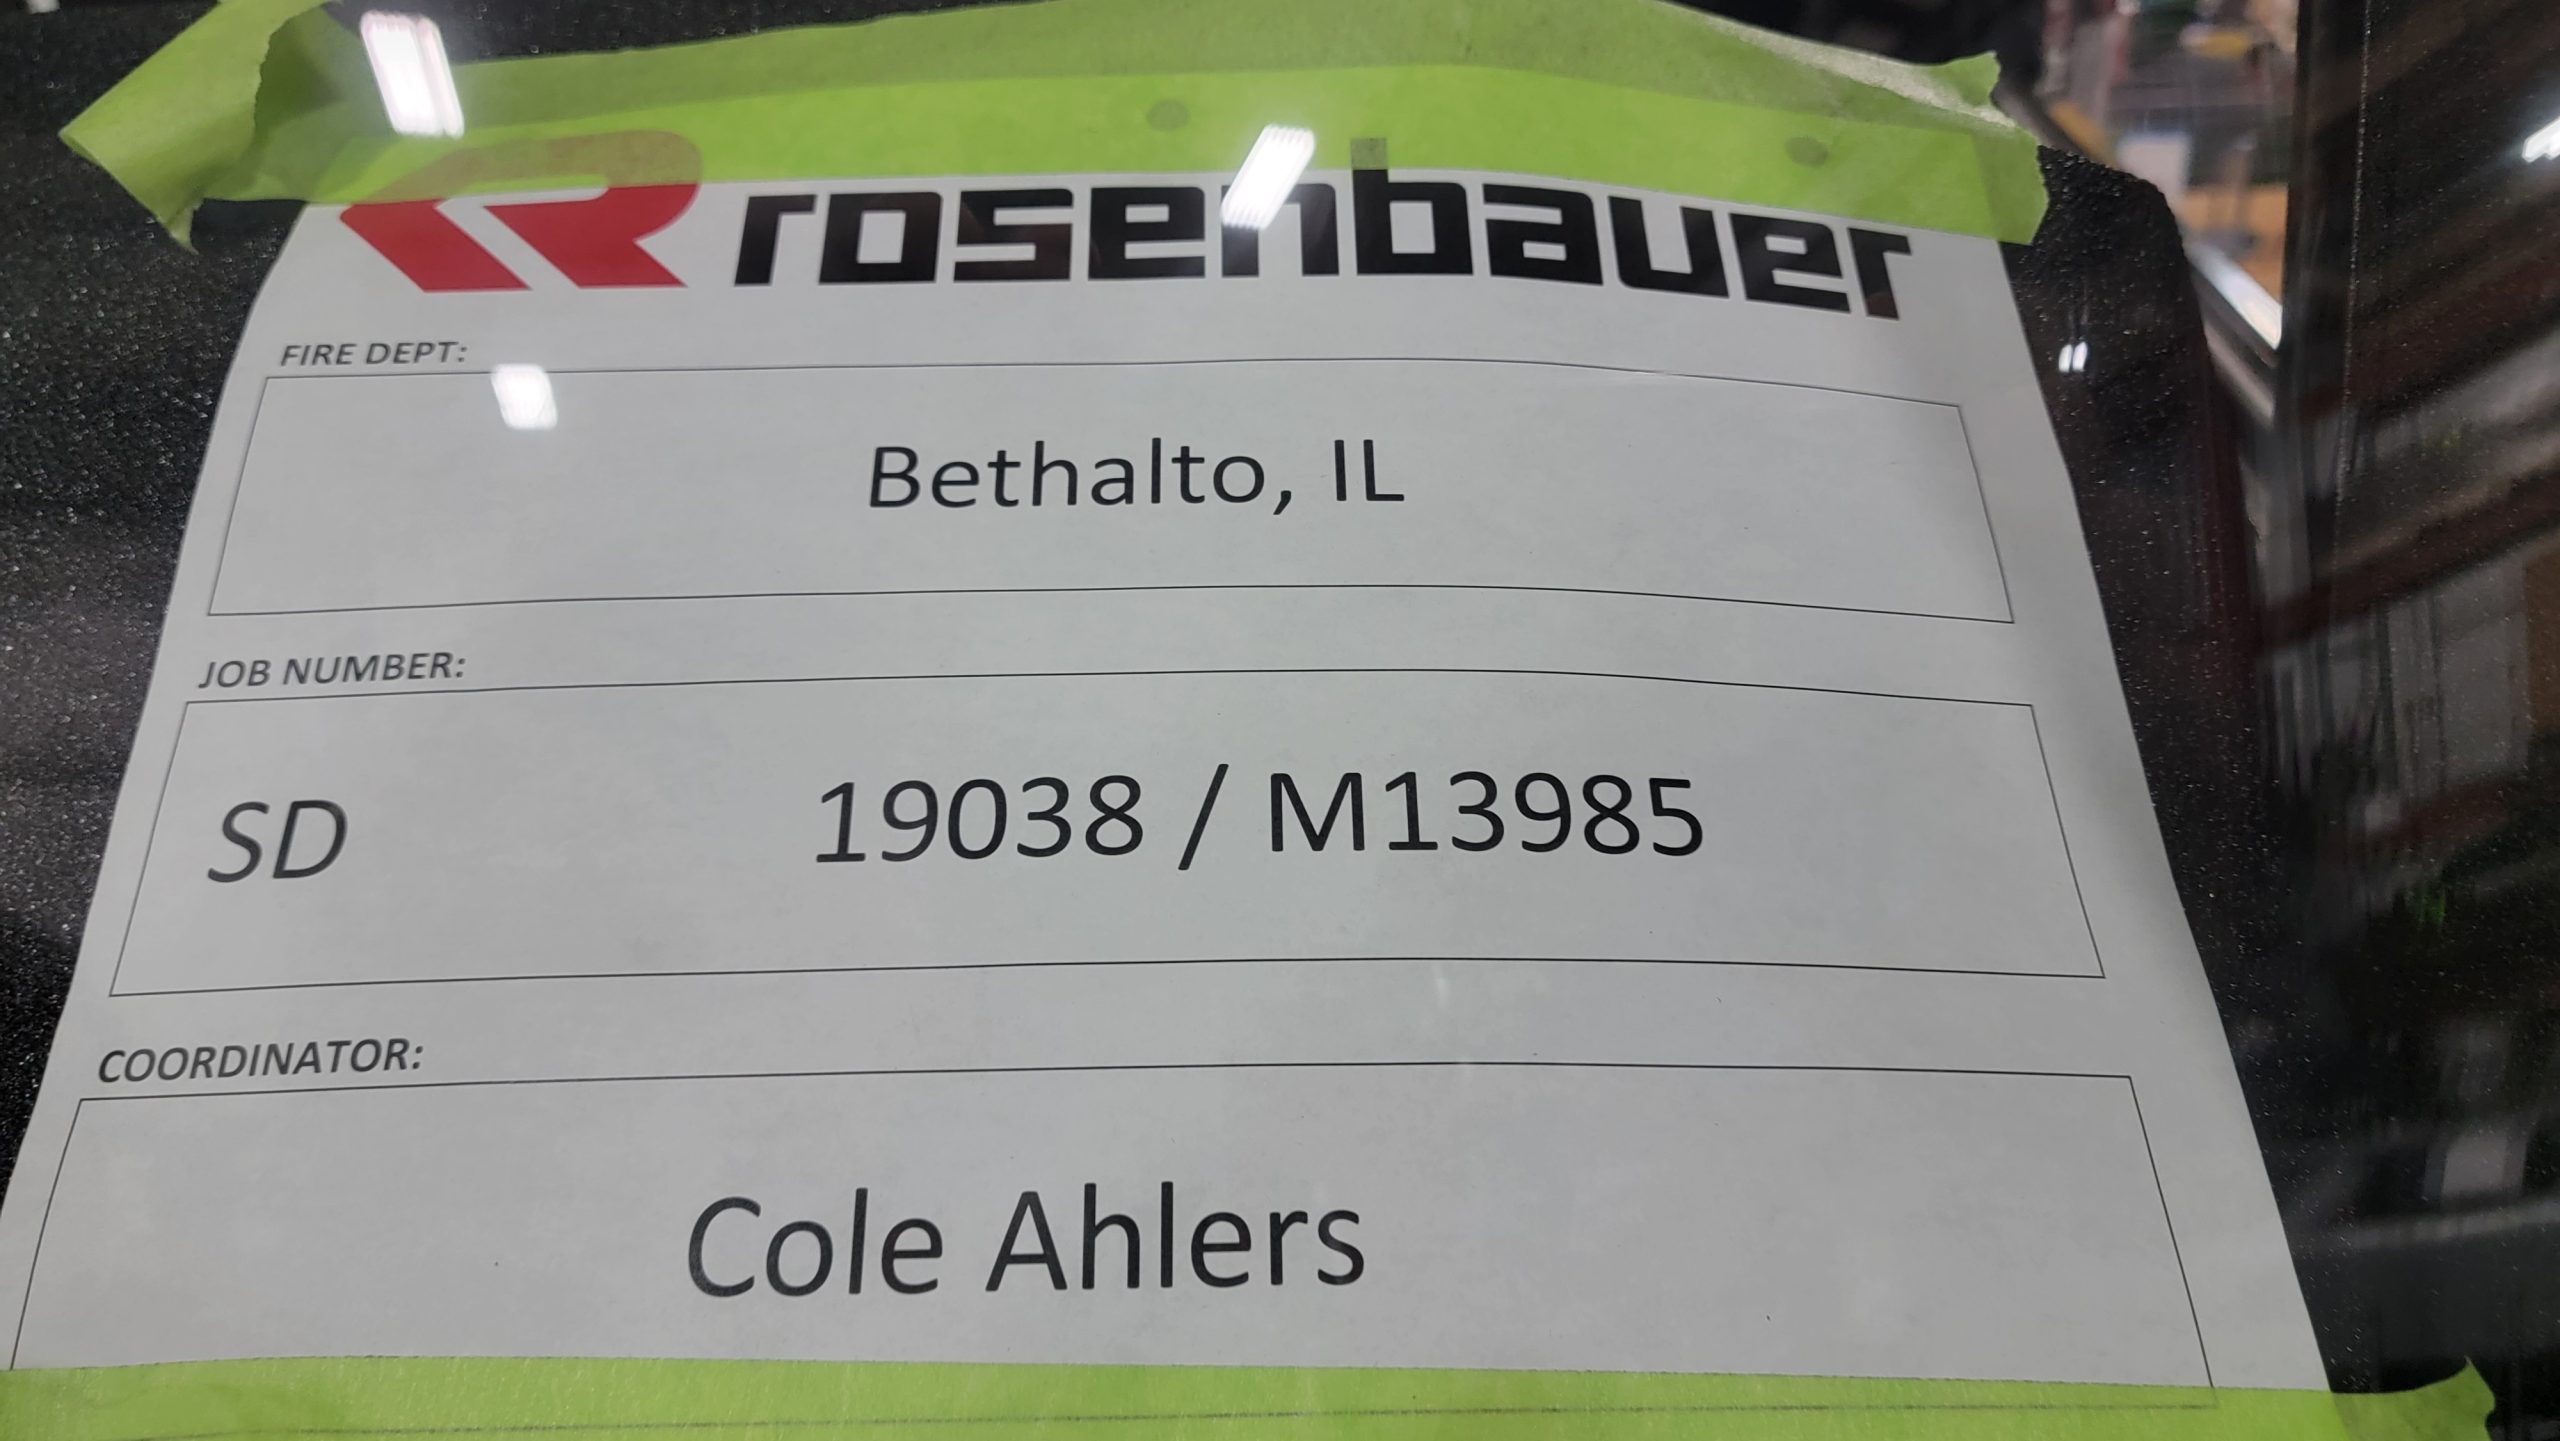 rosenbauer
FIRE DEPT:
Bethalto, IL
JOB NUMBER:
SD 19038 / M13985
COORDINATOR:
Cole Ahlers